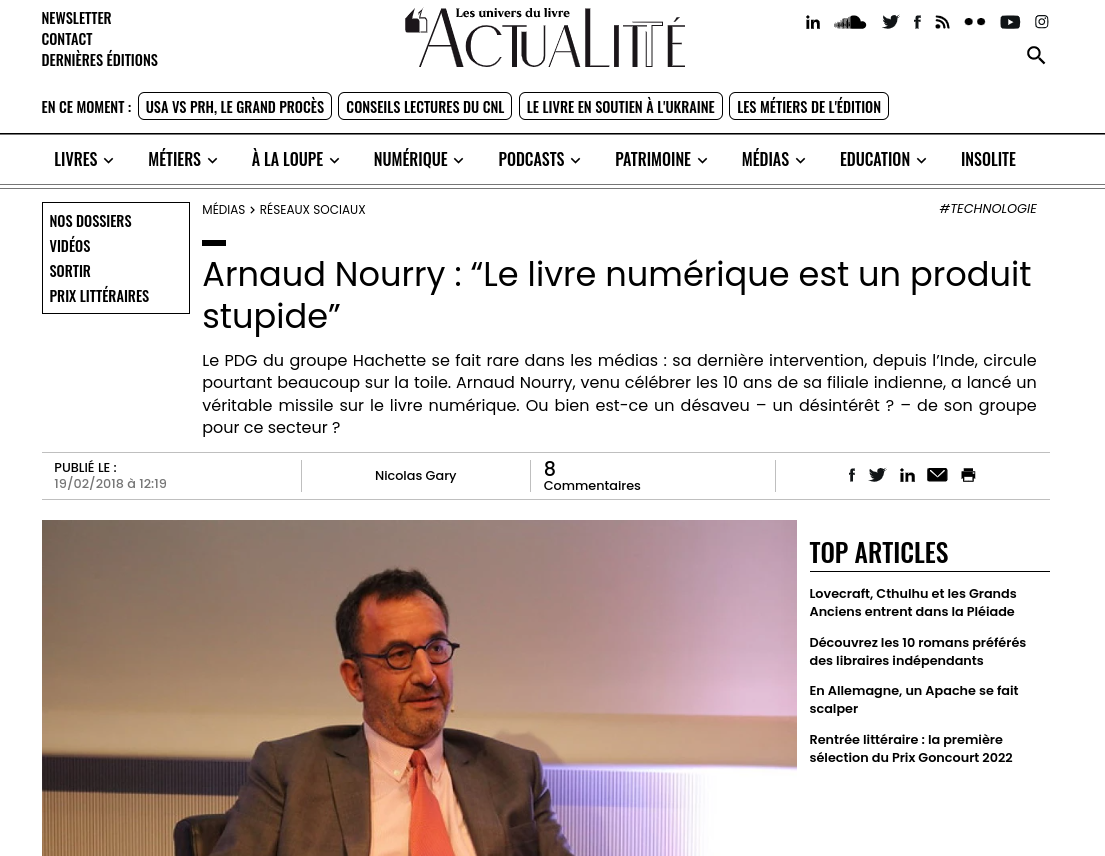 NEWSLETTER
CONTACT
DERNIÈRES ÉDITIONS
Les univers du livre
ACTUALITTÉ
EN CE MOMENT :
USA VS PRH, LE GRAND PROCÈS
CONSEILS LECTURES DU CNL
LE LIVRE EN SOUTIEN À L'UKRAINE
LES MÉTIERS DE L'ÉDITION
LIVRES
MÉTIERS
À LA LOUPE
NUMÉRIQUE
PODCASTS
PATRIMOINE
MÉDIAS
EDUCATION
INSOLITE
NOS DOSSIERS
VIDÉOS
SORTIR
PRIX LITTÉRAIRES
MÉDIAS > RÉSEAUX SOCIAUX
#TECHNOLOGIE
Arnaud Nourry : “Le livre numérique est un produit
stupide”
Le PDG du groupe Hachette se fait rare dans les médias : sa dernière intervention, depuis l’Inde, circule
pourtant beaucoup sur la toile. Arnaud Nourry, venu célébrer les 10 ans de sa filiale indienne, a lancé un
véritable missile sur le livre numérique. Ou bien est-ce un désaveu – un désintérêt ? – de son groupe
pour ce secteur ?
PUBLIÉ LE :
19/02/2018 à 12:19
Nicolas Gary
8
Commentaires
TOP ARTICLES
Lovecraft, Cthulhu et les Grands
Anciens entrent dans la Pléiade
Découvrez les 10 romans préférés
des libraires indépendants
En Allemagne, un Apache se fait
scalper
Rentrée littéraire : la première
sélection du Prix Goncourt 2022